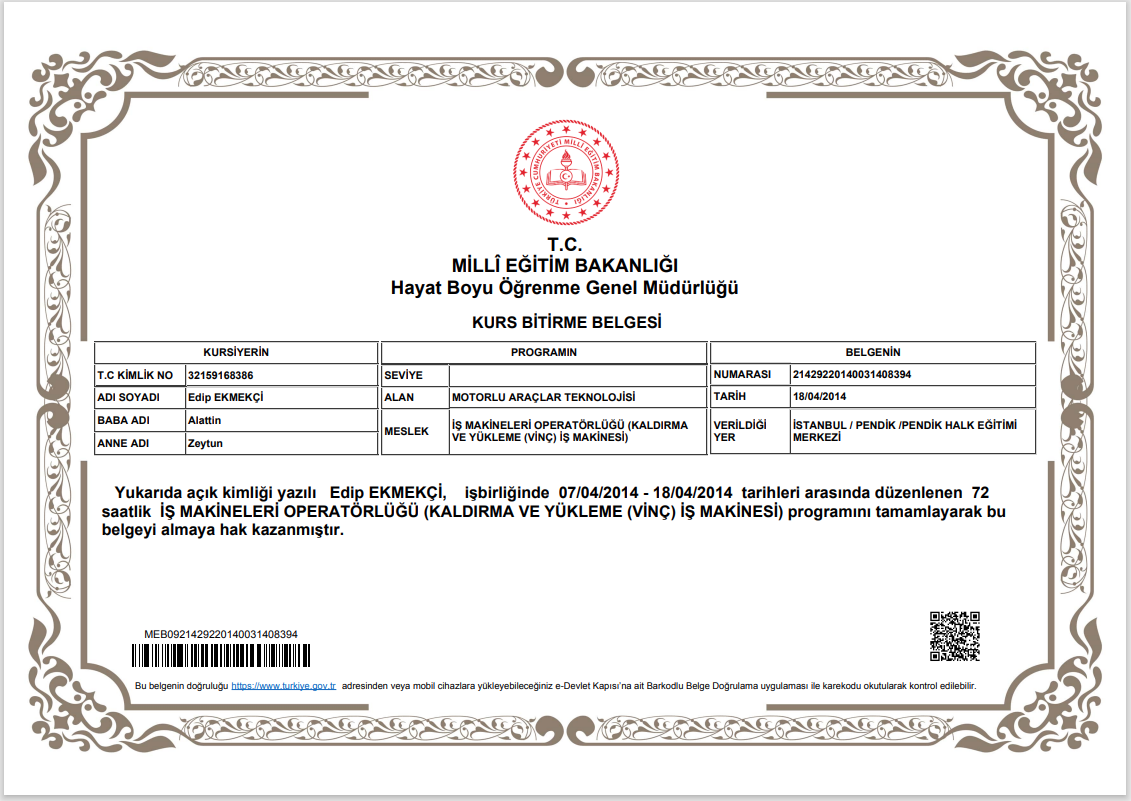 TÜRKİYE CUMHURİYETİ MİLLÎ EĞİTİM BAKANLIĞI
T.C.
MİLLÎ EĞİTİM BAKANLIĞI
Hayat Boyu Öğrenme Genel Müdürlüğü
KURS BİTİRME BELGESİ
KURSİYERİN
T.C KİMLİK NO 32159168386
ADI SOYADI Edip EKMEKÇİ
BABA ADI Alattin
ANNE ADI Zeytun
PROGRAMIN
SEVİYE
ALAN MOTORLU ARAÇLAR TEKNOLOJİSİ
MESLEK İŞ MAKİNELERİ OPERATÖRLÜĞÜ (KALDIRMA
VE YÜKLEME (VİNÇ) İŞ MAKİNESİ)
BELGENİN
NUMARASI 21429220140031408394
TARİH 18/04/2014
VERİLDİĞİ YER İSTANBUL / PENDİK /PENDİK HALK EĞİTİMİ
MERKEZİ
Yukarıda açık kimliği yazılı Edip EKMEKÇİ, işbirliğinde 07/04/2014 - 18/04/2014 tarihleri arasında düzenlenen 72
saatlik İŞ MAKİNELERİ OPERATÖRLÜĞÜ (KALDIRMA VE YÜKLEME (VİNÇ) İŞ MAKİNESİ) programını tamamlayarak bu
belgeyi almaya hak kazanmıştır.
MEB0921429220140031408394
Bu belgenin doğruluğu https://www.turkiye.gov.tr adresinden veya mobil cihazlara yükleyebileceğiniz e-Devlet Kapısı'na ait Barkodlu Belge Doğrulama uygulaması ile karekodu okutularak kontrol edilebilir.